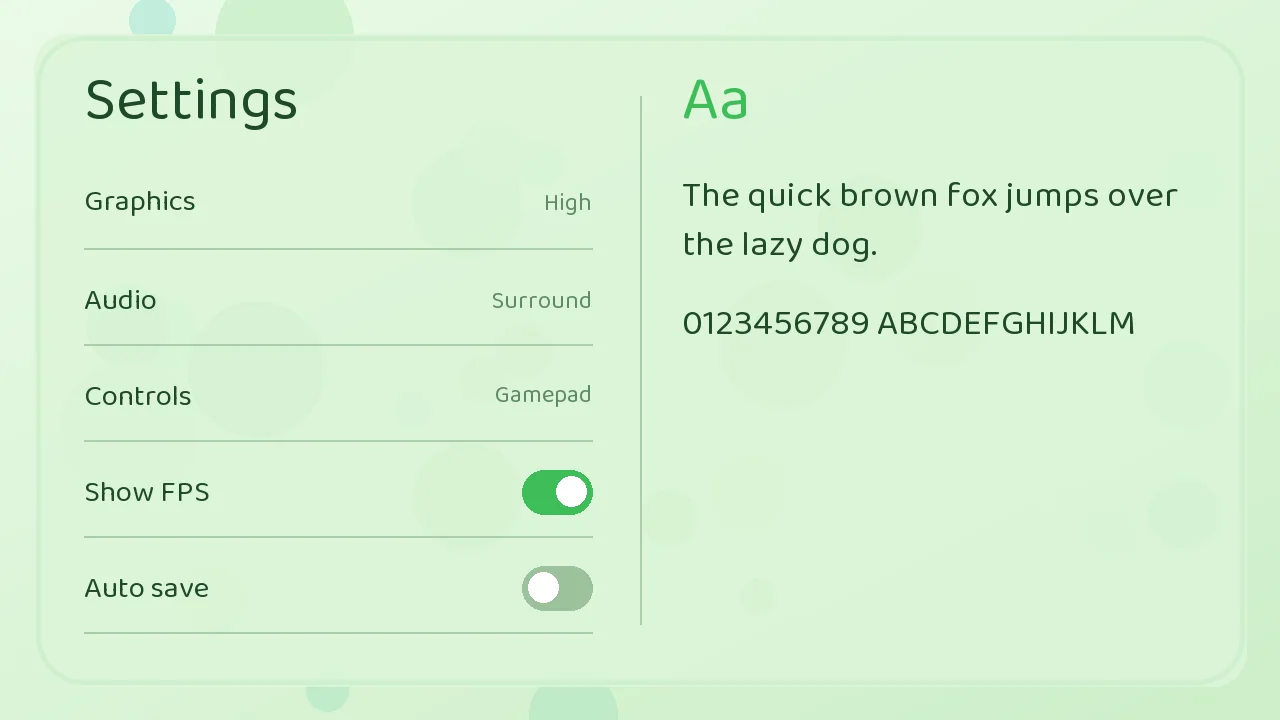 Settings
Graphics High
Audio Surround
Controls Gamepad
Show FPS
Auto save
Aa
The quick brown fox jumps over
the lazy dog.
0123456789 ABCDEFGHIJKLM